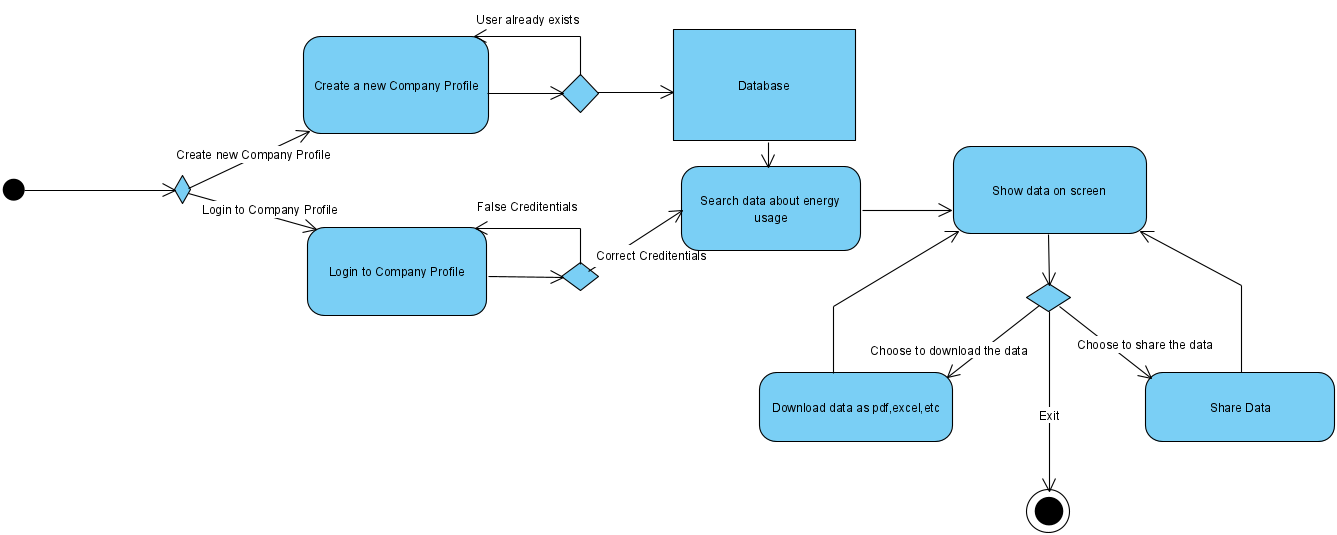 User already exists
Create a new Company Profile
Database
Create new Company Profile
Login to Company Profile
False Creditentials
Login to Company Profile
Correct Creditentials
Search data about energy
usage
Show data on screen
Choose to download the data
Choose to share the data
Download data as pdf,excel,etc
Exit
Share Data